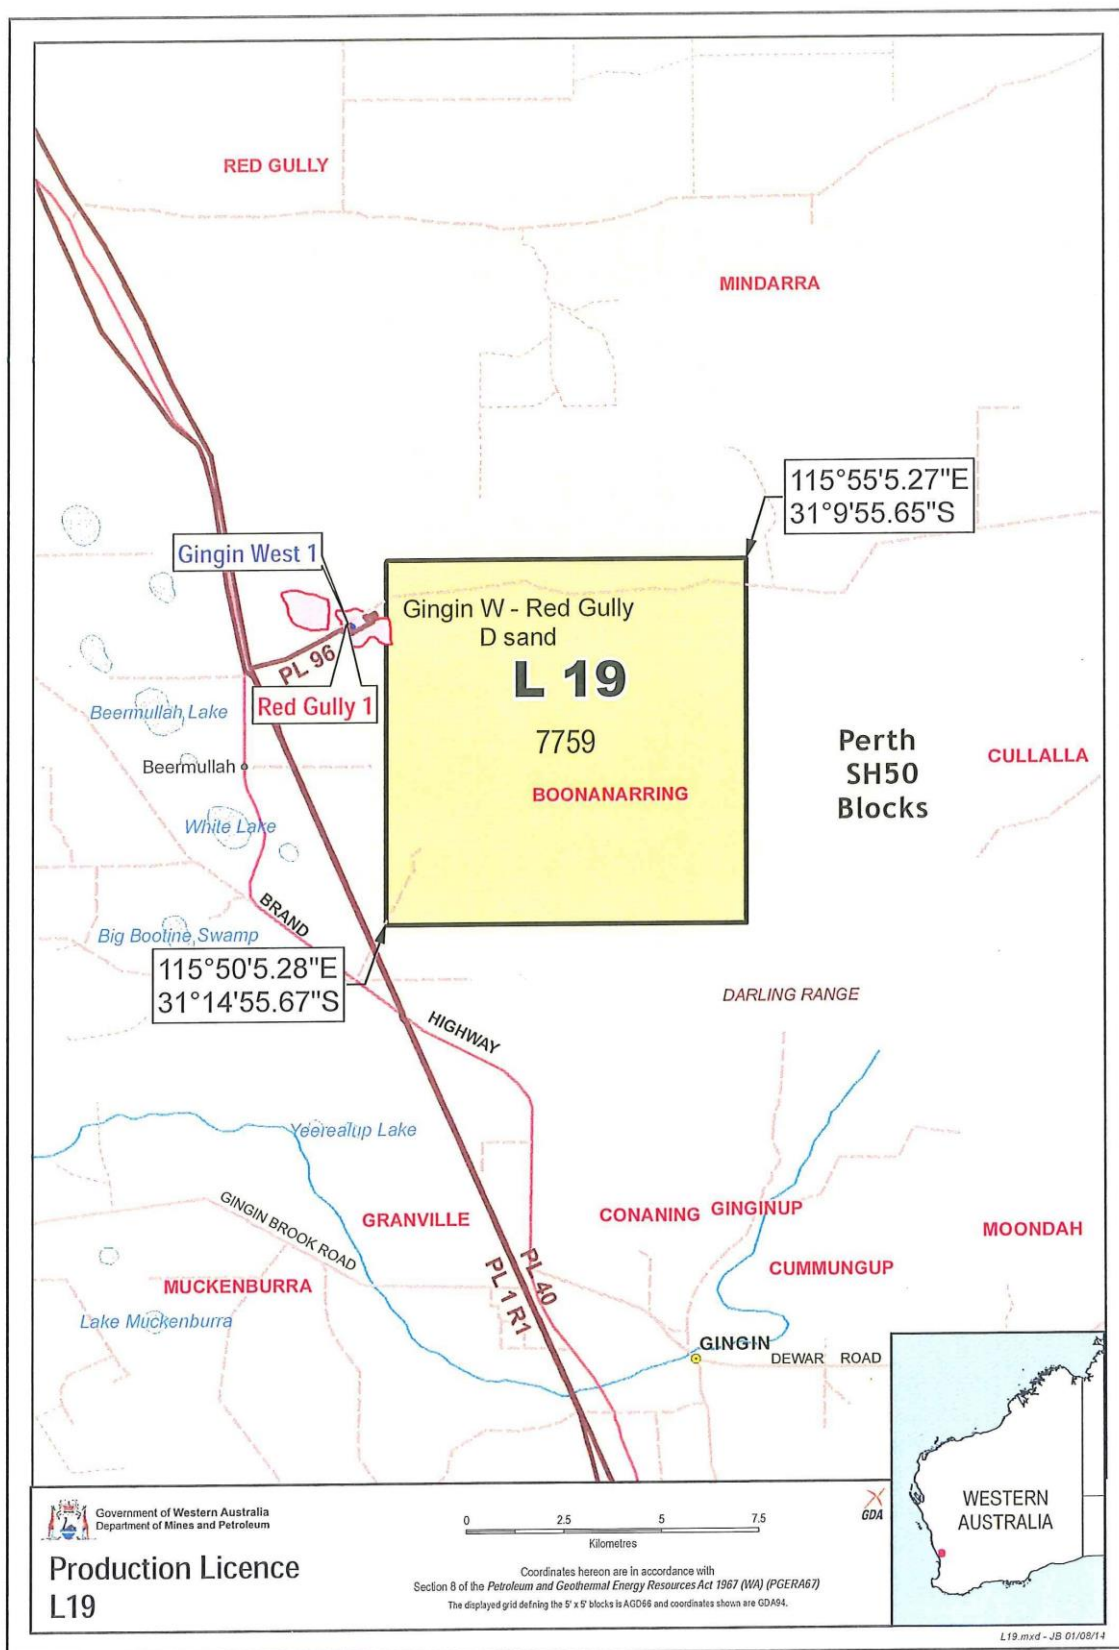 RED GULLY
MINDARRA
115°55'5.27"E
31°9'55.65"S
Gingin West 1
Gingin W - Red Gully
D sand
PL 96
L 19
Red Gully 1
Beermullah Lake
7759
Perth
SH50
Blocks
CULLALLA
Beermullah
BOONANARRING
White Lake
BRAND
Big Bootine Swamp
115°50'5.28"E
31°14'55.67"S
DARLING RANGE
HIGHWAY
Yeerealup Lake
GINGIN BROOK ROAD
GRANVILLE
CONANING
GINGINUP
MOONDAH
MUCKENBURRA
PL 40
PL 1 R1
CUMMUNGUP
Lake Muckenburra
GINGIN
DEWAR ROAD
WESTERN
AUSTRALIA
Government of Western Australia
Department of Mines and Petroleum
Production Licence
L19
0 2.5 5 7.5
Kilometres
GDA
Coordinates hereon are in accordance with
Section 8 of the Petroleum and Geothermal Energy Resources Act 1967 (WA) (PGERA67)
The displayed grid defining the 5' x 5' blocks is AGD66 and coordinates shown are GDA94.
L19.mxd - JB 01/08/14